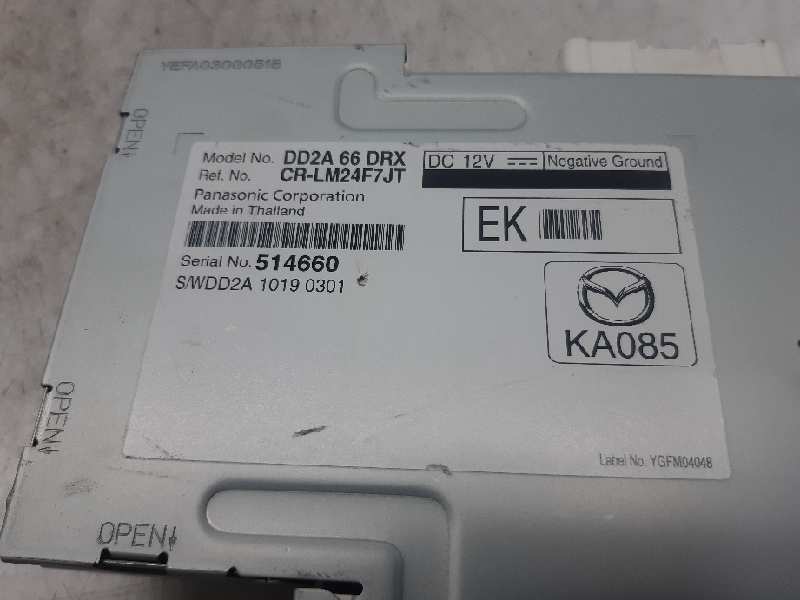 YEFA03000515
OPEN
Model No. DD2A 66 DRX
Ref. No. CR-LM24F7JT
Panasonic Corporation
Made in Thailand
DC 12V
Negative Ground
EK
Serial No. 514660
S/WDD2A 1019 0301
KA085
OPEN
Label No. YGFM04048
OPEN